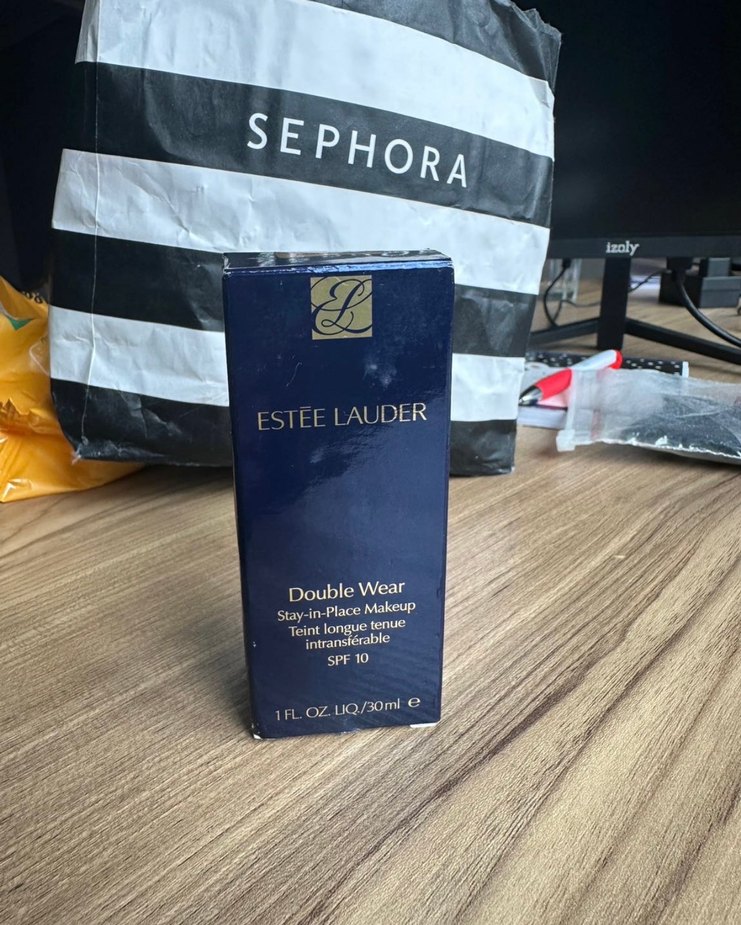 SEPHORA
izoly
EL
ESTĒE LAUDER
Double Wear
Stay-in-Place Makeup
Teint longue tenue
intransférable
SPF 10
1 FL. OZ. LIQ./30 ml ℮